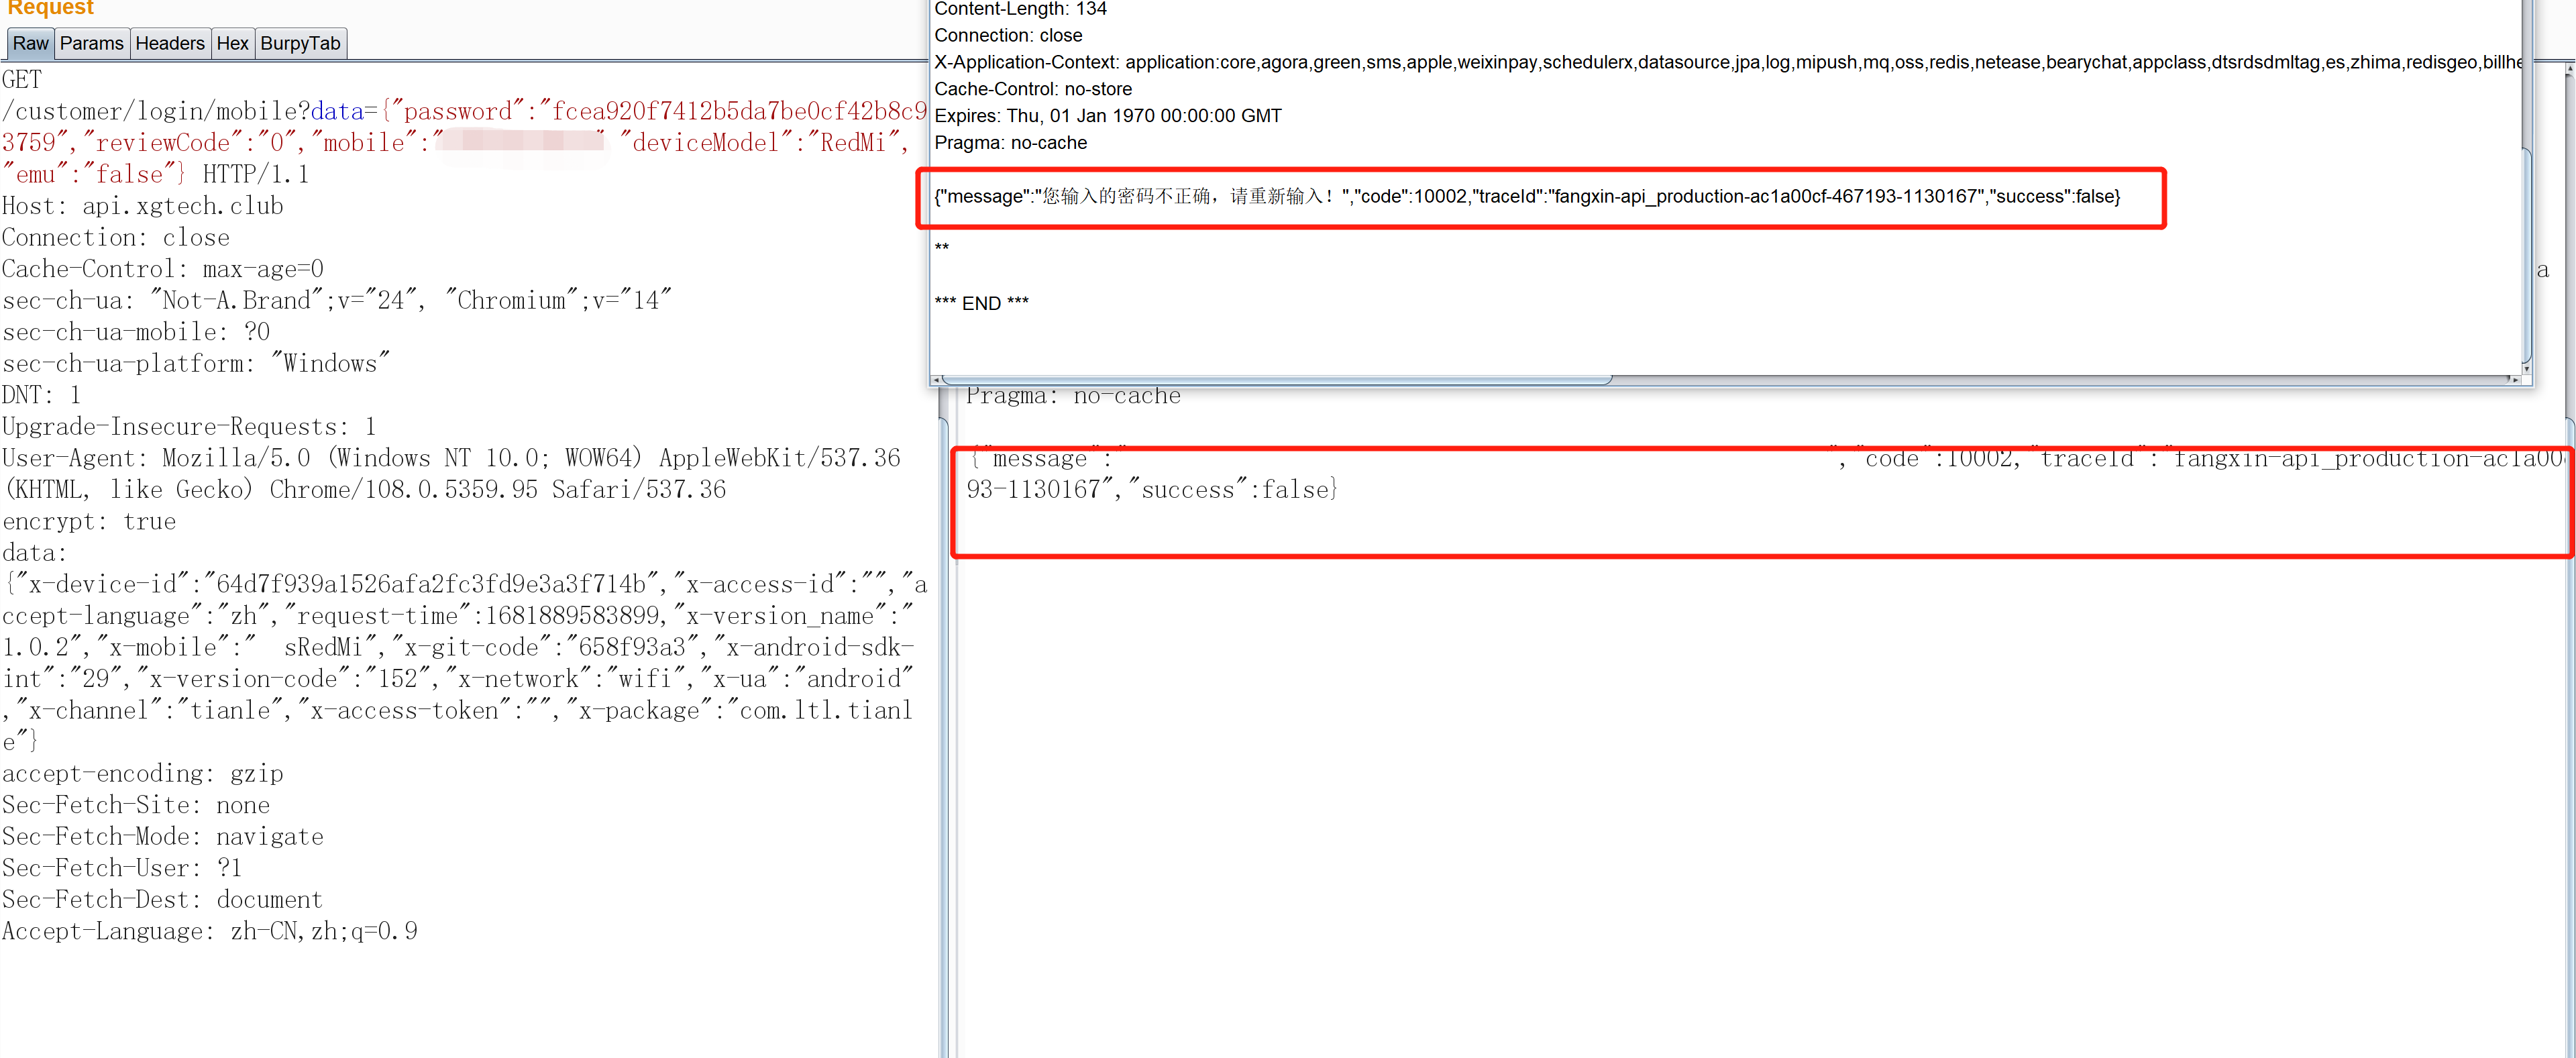 Request
Raw Params Headers Hex BurpyTab
GET
/customer/login/mobile?data={"password":"fcea920f7412b5da7be0cf42b8c9
3759","reviewCode":"0","mobile":" " "deviceModel":"RedMi",
"emu":"false"} HTTP/1.1
Host: api.xgtech.club
Connection: close
Cache-Control: max-age=0
sec-ch-ua: "Not-A.Brand";v="24", "Chromium";v="14"
sec-ch-ua-mobile: ?0
sec-ch-ua-platform: "Windows"
DNT: 1
Upgrade-Insecure-Requests: 1
User-Agent: Mozilla/5.0 (Windows NT 10.0; WOW64) AppleWebKit/537.36
(KHTML, like Gecko) Chrome/108.0.5359.95 Safari/537.36
encrypt: true
data:
{"x-device-id":"64d7f939a1526afa2fc3fd9e3a3f714b","x-access-id":"","a
ccept-language":"zh","request-time":1681889583899,"x-version_name":"
1.0.2","x-mobile":"  sRedMi","x-git-code":"658f93a3","x-android-sdk-
int":"29","x-version-code":"152","x-network":"wifi","x-ua":"android"
,"x-channel":"tianle","x-access-token":"","x-package":"com.ltl.tianl
e"}
accept-encoding: gzip
Sec-Fetch-Site: none
Sec-Fetch-Mode: navigate
Sec-Fetch-User: ?1
Sec-Fetch-Dest: document
Accept-Language: zh-CN,zh;q=0.9
Content-Length: 134
Connection: close
X-Application-Context: application:core,agora,green,sms,apple,weixinpay,schedulerx,datasource,jpa,log,mipush,mq,oss,redis,netease,bearychat,appclass,dtsrdsdmltag,es,zhima,redisgeo,billhe
Cache-Control: no-store
Expires: Thu, 01 Jan 1970 00:00:00 GMT
Pragma: no-cache
{"message":"您输入的密码不正确，请重新输入！","code":10002,"traceId":"fangxin-api_production-ac1a00cf-467193-1130167","success":false}
**
*** END ***
a
Pragma: no-cache
{"message":" ","code":10002,"traceId":"fangxin-api_production-ac1a00
93-1130167","success":false}